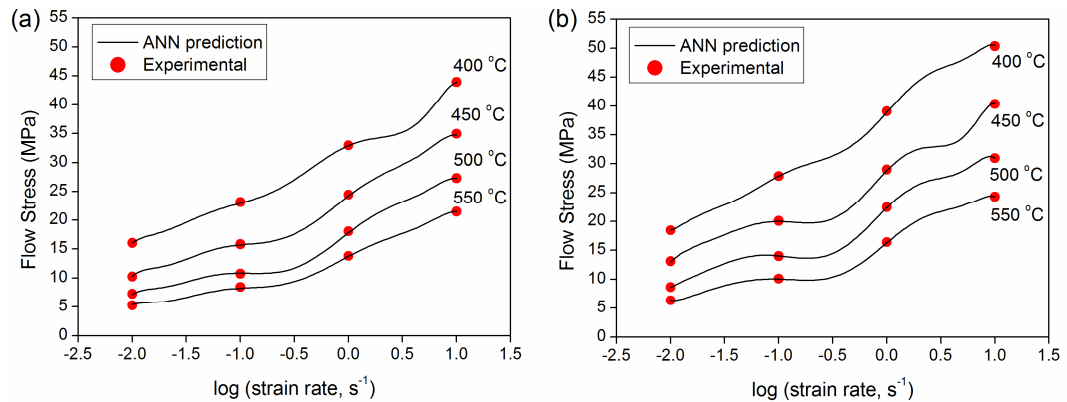 (a)
55
50
45
40
35
30
25
20
15
10
5
0
Flow Stress (MPa)
ANN prediction
Experimental
400 °C
450 °C
500 °C
550 °C
-2.5 -2.0 -1.5 -1.0 -0.5 0.0 0.5 1.0 1.5
log (strain rate, s⁻¹)
(b)
55
50
45
40
35
30
25
20
15
10
5
0
Flow Stress (MPa)
ANN prediction
Experimental
400 °C
450 °C
500 °C
550 °C
-2.5 -2.0 -1.5 -1.0 -0.5 0.0 0.5 1.0 1.5
log (strain rate, s⁻¹)